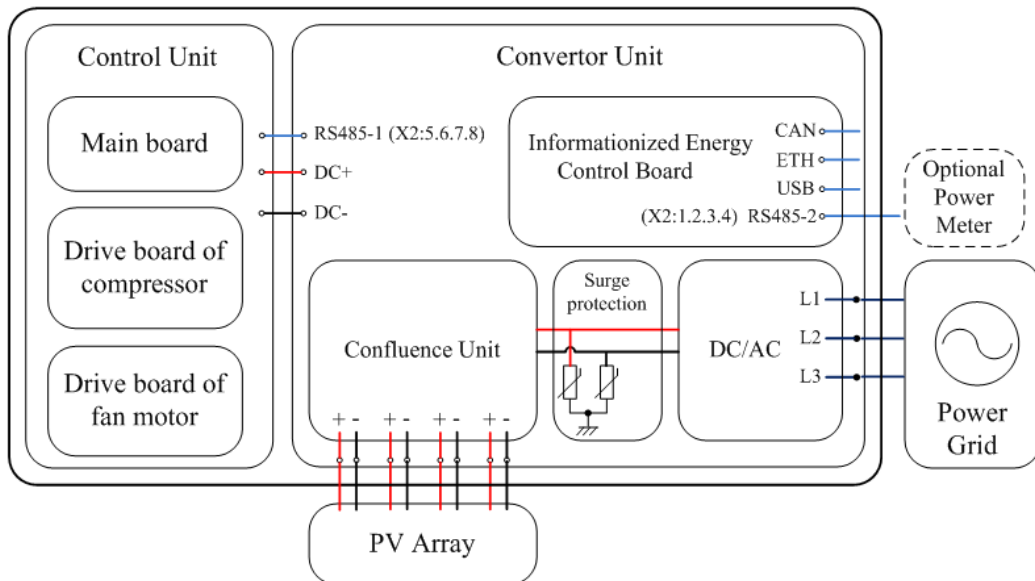 Control Unit
Main board
Drive board of
compressor
Drive board of
fan motor
Convertor Unit
RS485-1 (X2:5.6.7.8)
DC+
DC-
Informationized Energy
Control Board
CAN
ETH
USB
(X2:1.2.3.4) RS485-2
Optional
Power
Meter
Confluence Unit
+ - + - + - + -
Surge
protection
DC/AC
L1
L2
L3
Power
Grid
PV Array